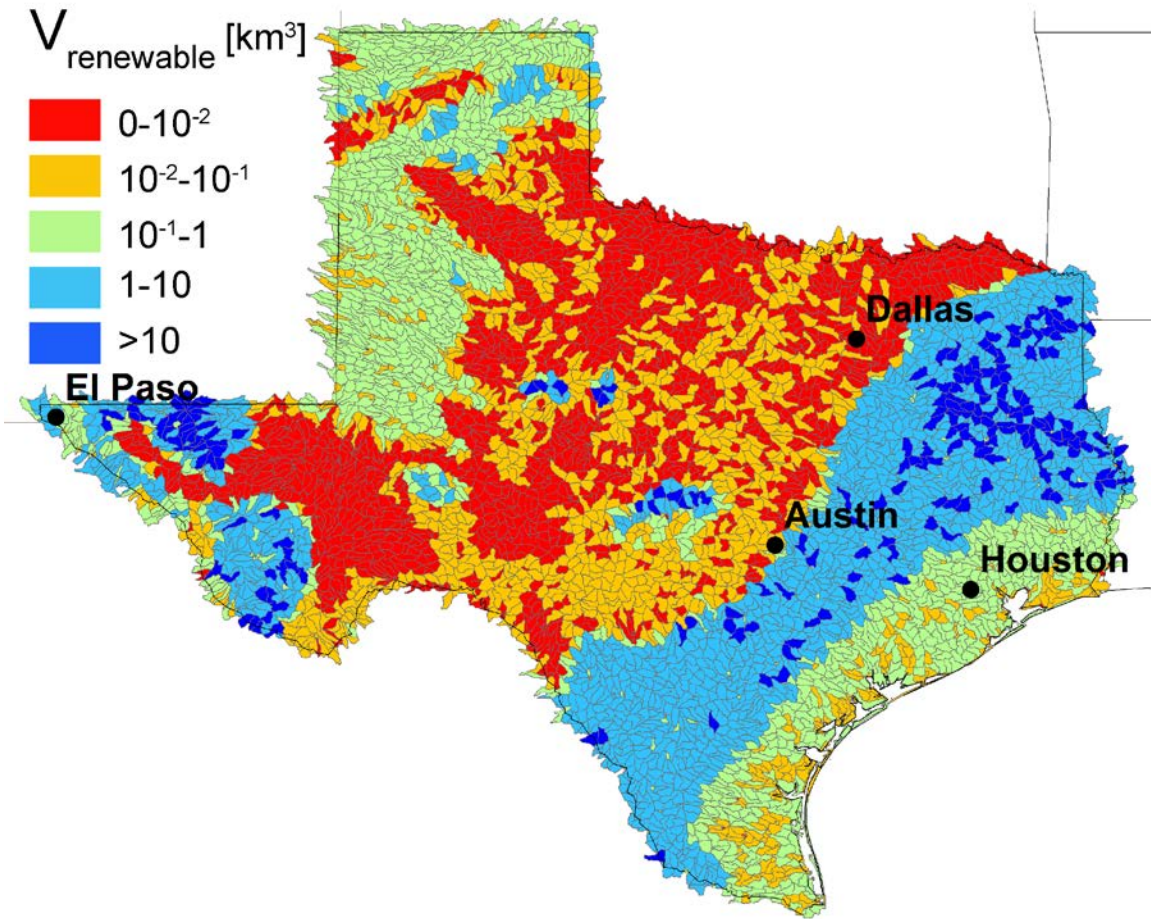 V renewable [km³]
0-10⁻²
10⁻²-10⁻¹
10⁻¹-1
1-10
>10
Dallas
El Paso
Austin
Houston